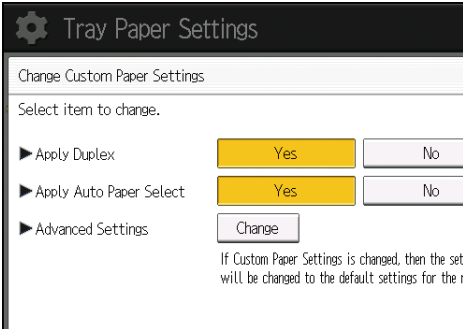 Tray Paper Settings
Change Custom Paper Settings
Select item to change.
▶Apply Duplex Yes No
▶Apply Auto Paper Select Yes No
▶Advanced Settings Change
If Custom Paper Settings is changed, then the set
will be changed to the default settings for the